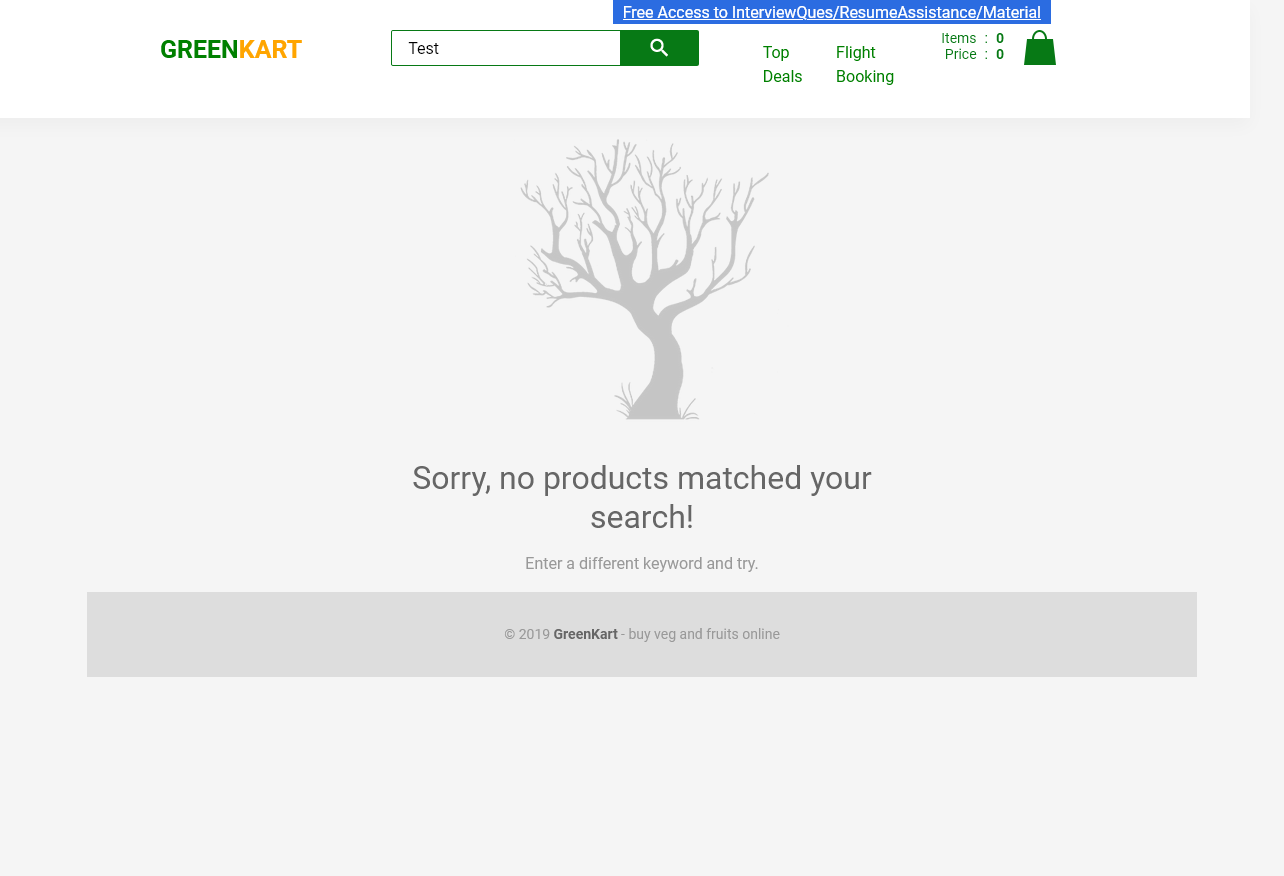 Free Access to InterviewQues/ResumeAssistance/Material
GREENKART
Test
Top Deals
Flight Booking
Items : 0
Price : 0
Sorry, no products matched your
search!
Enter a different keyword and try.
© 2019 GreenKart - buy veg and fruits online